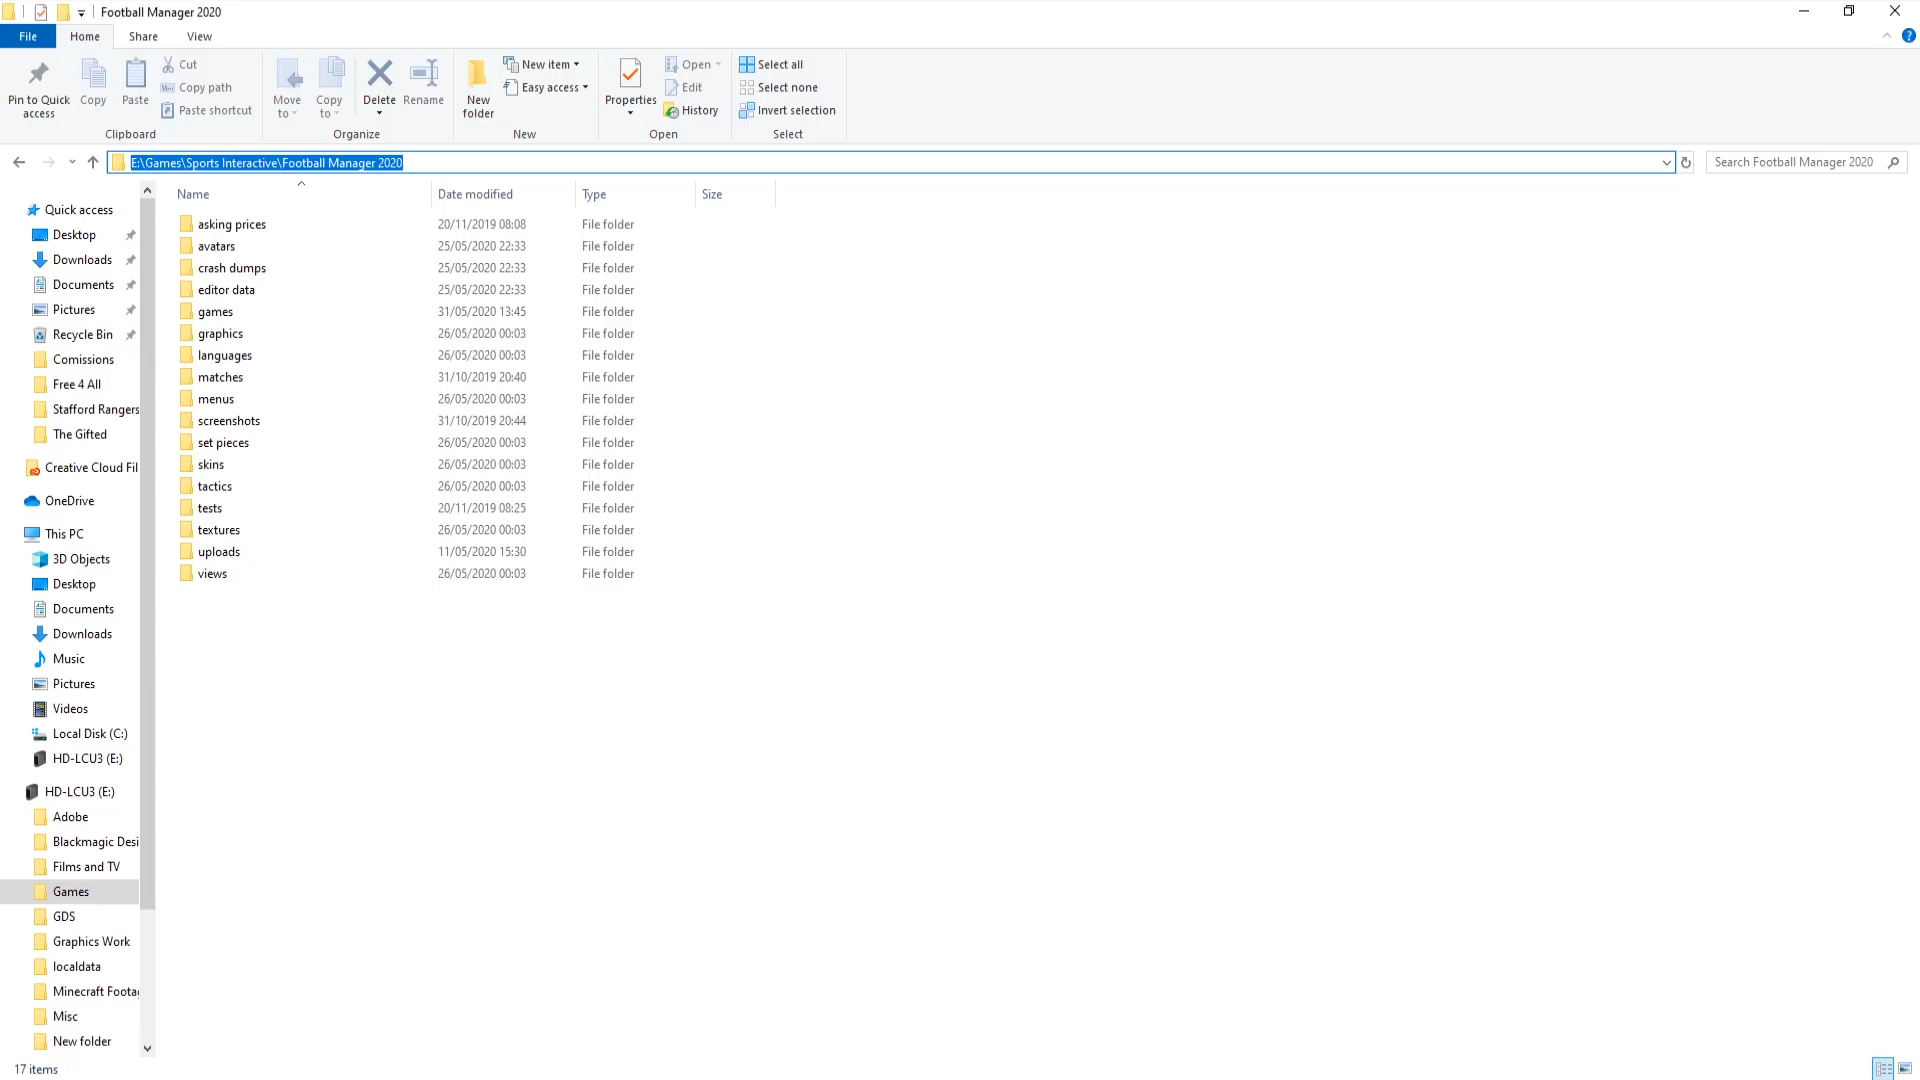 Football Manager 2020
File Home Share View
Pin to Quick access
Copy
Paste
Cut
Copy path
Paste shortcut
Clipboard
Move to
Copy to
Delete
Rename
Organize
New folder
New item
Easy access
New
Properties
Open
Edit
History
Open
Select all
Select none
Invert selection
Select
E:\Games\Sports Interactive\Football Manager 2020
Search Football Manager 2020
Quick access
Desktop
Downloads
Documents
Pictures
Recycle Bin
Comissions
Free 4 All
Stafford Rangers
The Gifted
Creative Cloud Fil
OneDrive
This PC
3D Objects
Desktop
Documents
Downloads
Music
Pictures
Videos
Local Disk (C:)
HD-LCU3 (E:)
HD-LCU3 (E:)
Adobe
Blackmagic Desi
Films and TV
Games
GDS
Graphics Work
localdata
Minecraft Foota
Misc
New folder
Name Date modified Type Size
asking prices 20/11/2019 08:08 File folder
avatars 25/05/2020 22:33 File folder
crash dumps 25/05/2020 22:33 File folder
editor data 25/05/2020 22:33 File folder
games 31/05/2020 13:45 File folder
graphics 26/05/2020 00:03 File folder
languages 26/05/2020 00:03 File folder
matches 31/10/2019 20:40 File folder
menus 26/05/2020 00:03 File folder
screenshots 31/10/2019 20:44 File folder
set pieces 26/05/2020 00:03 File folder
skins 26/05/2020 00:03 File folder
tactics 26/05/2020 00:03 File folder
tests 20/11/2019 08:25 File folder
textures 26/05/2020 00:03 File folder
uploads 11/05/2020 15:30 File folder
views 26/05/2020 00:03 File folder
17 items